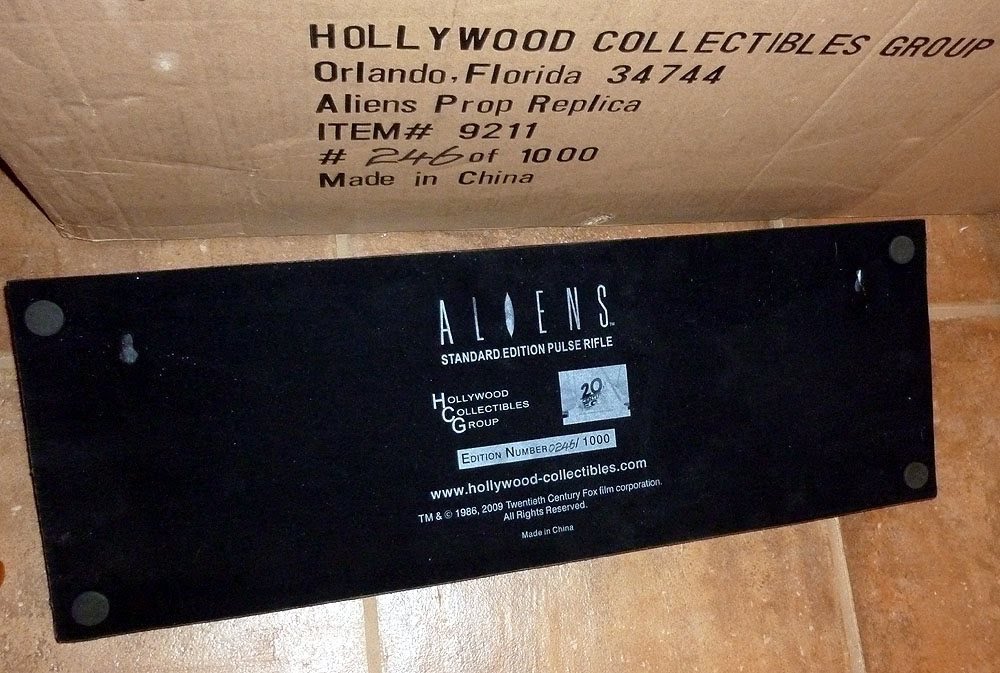 HOLLYWOOD COLLECTIBLES GROUP
Orlando, Florida 34744
Aliens Prop Replica
ITEM# 9211
# 246 of 1000
Made in China
ALIENS™
STANDARD EDITION PULSE RIFLE
HOLLYWOOD
COLLECTIBLES
GROUP
20
EDITION NUMBER 0246/1000
www.hollywood-collectibles.com
TM & © 1986, 2009 Twentieth Century Fox film corporation.
All Rights Reserved.
Made in China